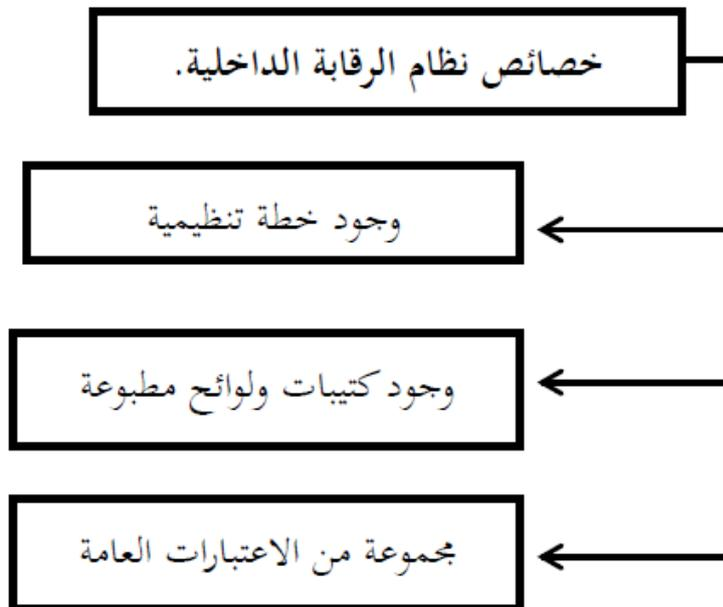 خصائص نظام الرقابة الداخلية.
وجود خطة تنظيمية
وجود كتيبات ولوائح مطبوعة
مجموعة من الاعتبارات العامة